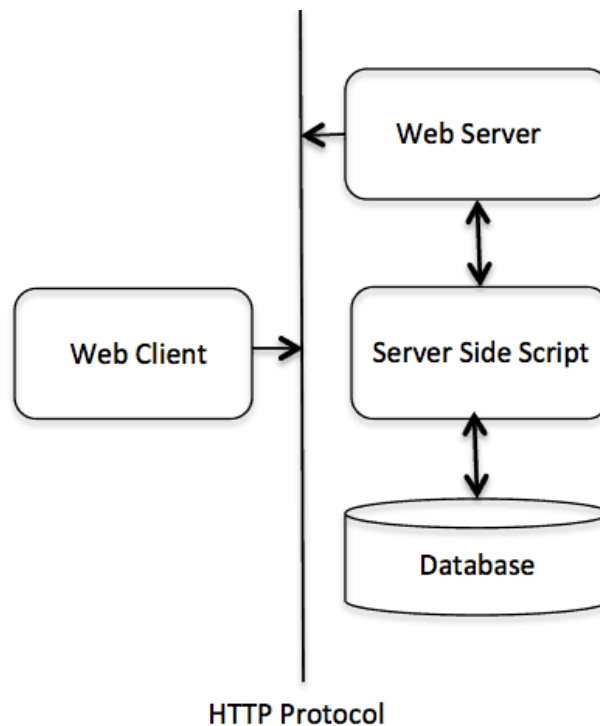 Web Server
Web Client
Server Side Script
Database
HTTP Protocol